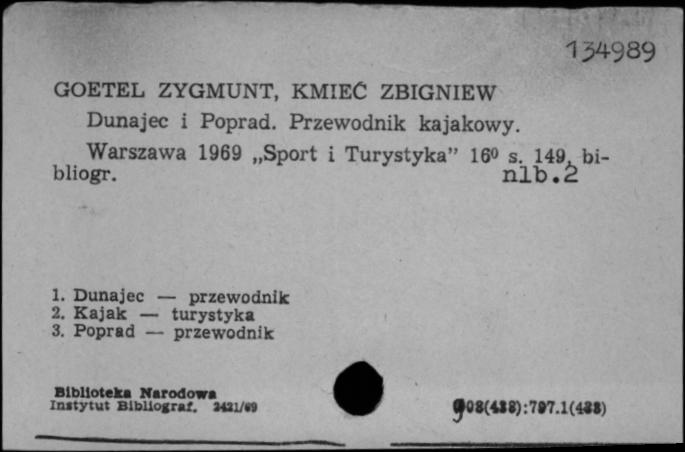 134989
GOETEL ZYGMUNT, KMIEĆ ZBIGNIEW
Dunajec i Poprad. Przewodnik kajakowy.
Warszawa 1969 „Sport i Turystyka” 16⁰ s. 149, bi-
bliogr. nlb.2
1. Dunajec — przewodnik
2. Kajak — turystyka
3. Poprad — przewodnik
Biblioteka Narodowa
Instytut Bibliograf. 2421/69
908(438):797.1(438)